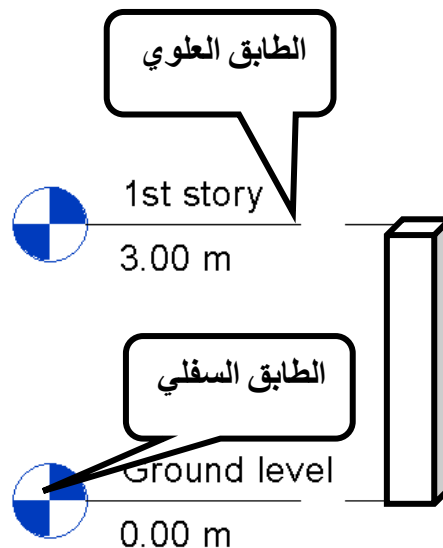 الطابق العلوي
1st story
3.00 m
الطابق السفلي
Ground level
0.00 m